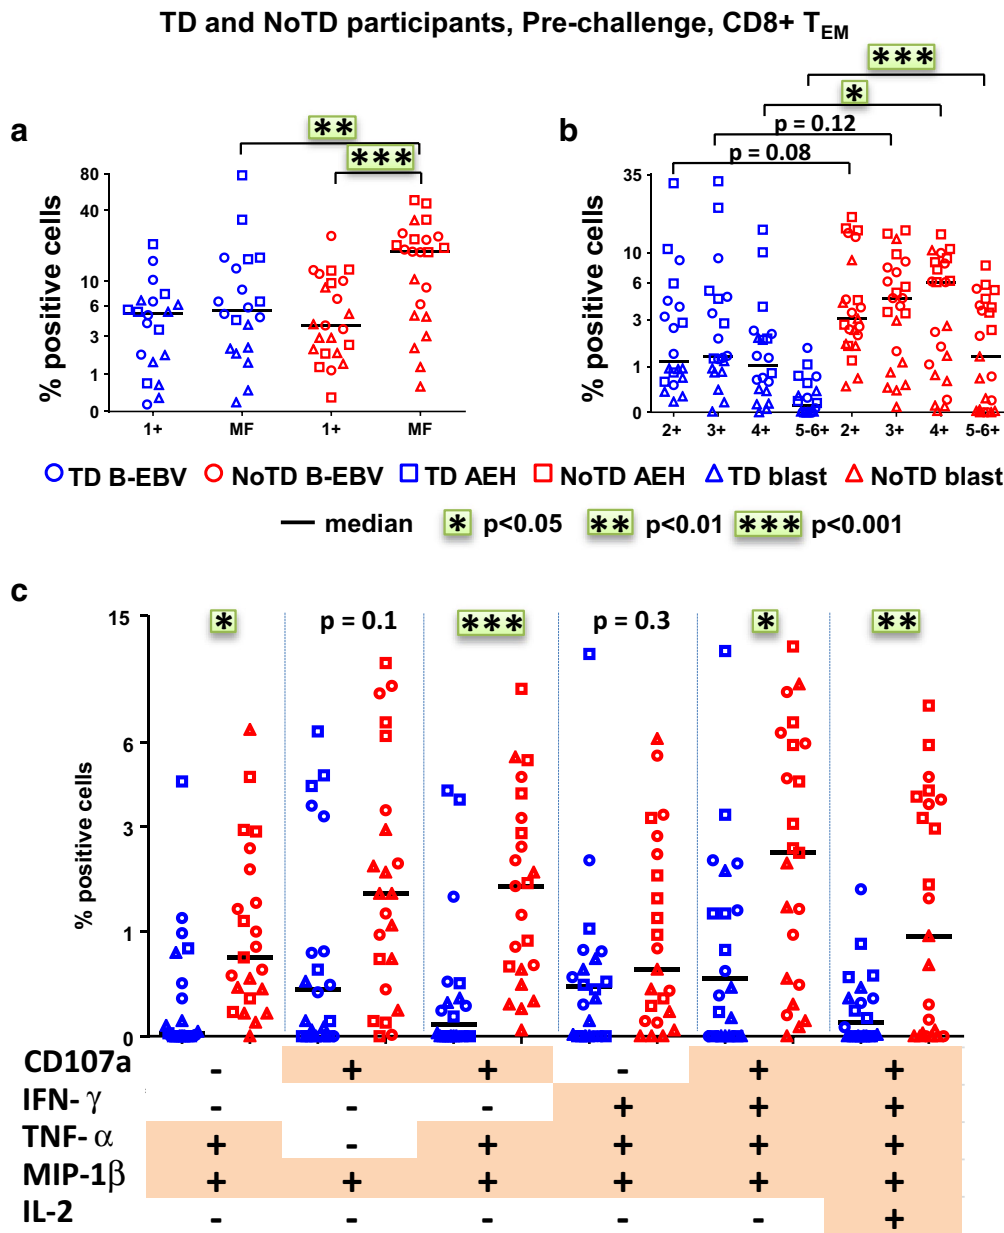 TD and NoTD participants, Pre-challenge, CD8+ TEM
a
**
***
% positive cells
80
40
10
6
3
1
0
1+ MF 1+ MF
b
***
*
p = 0.12
p = 0.08
% positive cells
35
10
6
3
1
0
2+ 3+ 4+ 5-6+ 2+ 3+ 4+ 5-6+
TD B-EBV NoTD B-EBV TD AEH NoTD AEH TD blast NoTD blast
median * p<0.05 ** p<0.01 *** p<0.001
c
* p = 0.1 *** p = 0.3 * **
% positive cells
15
6
3
1
0
CD107a - + + - + +
IFN- γ - - - + + +
TNF- α + - + + + +
MIP-1β + + + + + +
IL-2 - - - - - +